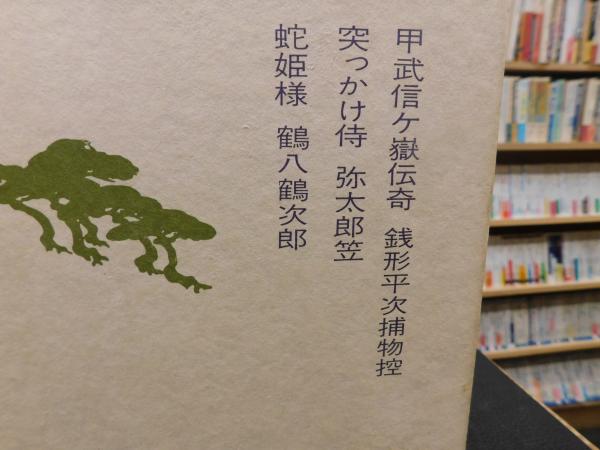 甲武信ケ嶽伝奇 銭形平次捕物控
突っかけ侍 弥太郎笠
蛇姫様 鶴八鶴次郎